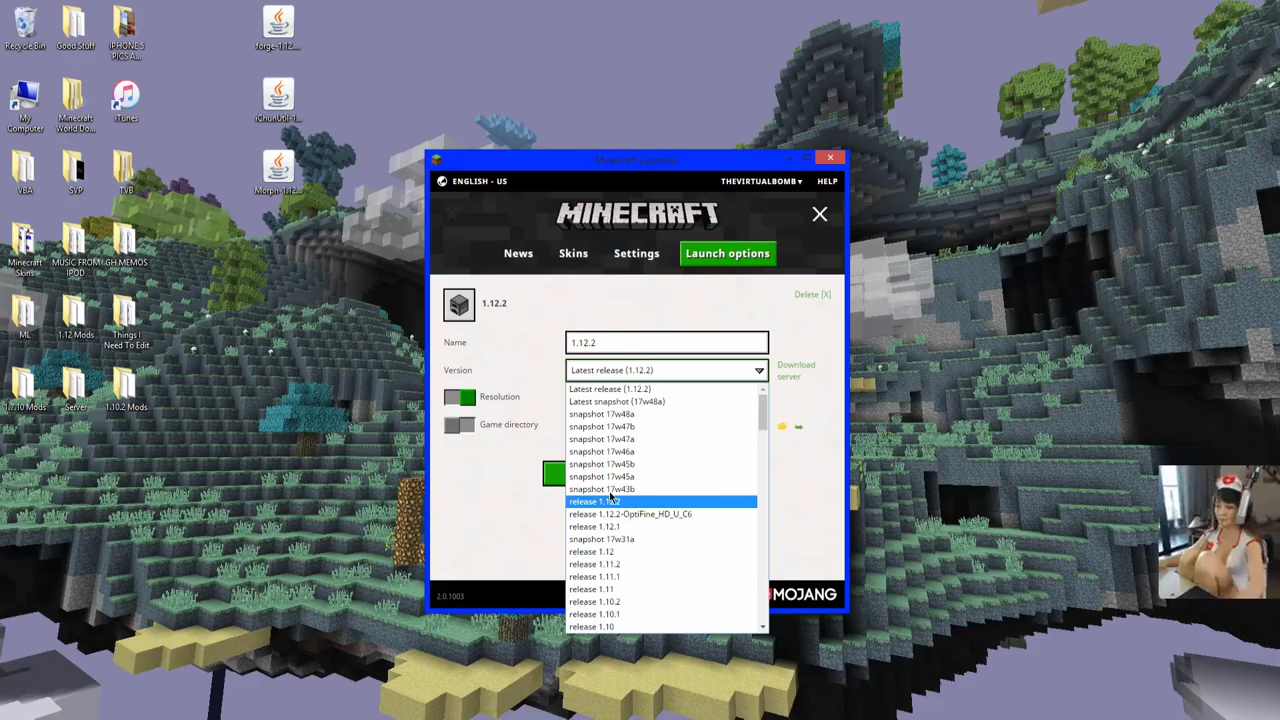 Recycle Bin
Good Stuff
IPHONE 5
PICS A...
forge-1.12...
My
Computer
Minecraft
World Do...
iTunes
iChunUtil-1...
VBA
SVP
TVB
Morph-1.12...
Minecraft
Skins
MUSIC FROM
IPOD
GH MEMOS
ML
1.12 Mods
Things I
Need To Edit
1.7.10 Mods
Server
1.10.2 Mods
Minecraft Launcher
ENGLISH - US
THEVIRTUALBOMB
HELP
MINECRAFT
News
Skins
Settings
Launch options
1.12.2
Delete [X]
Name
1.12.2
Version
Latest release (1.12.2)
Download
server
Resolution
Game directory
Latest release (1.12.2)
Latest snapshot (17w48a)
snapshot 17w48a
snapshot 17w47b
snapshot 17w47a
snapshot 17w46a
snapshot 17w45b
snapshot 17w45a
snapshot 17w43b
release 1.12.2
release 1.12.2-OptiFine_HD_U_C6
release 1.12.1
snapshot 17w31a
release 1.12
release 1.11.2
release 1.11.1
release 1.11
release 1.10.2
release 1.10.1
release 1.10
2.0.1003
MOJANG